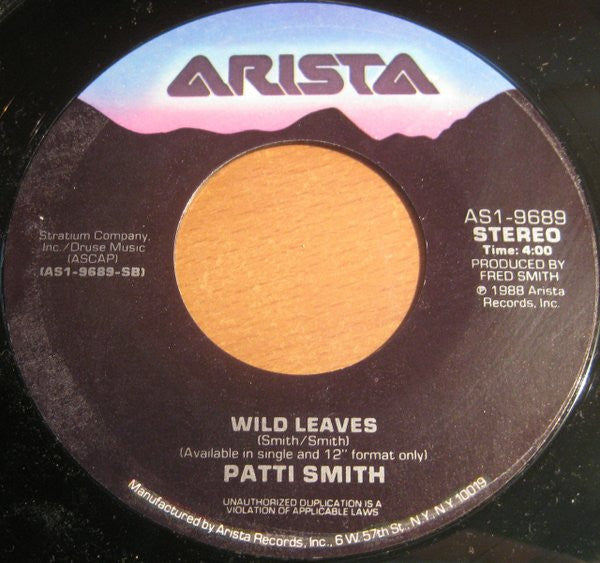 ARISTA
Stratium Company,
Inc./Druse Music
(ASCAP)
(AS1-9689-SB)
AS1-9689
STEREO
Time: 4:00
PRODUCED BY
FRED SMITH
℗ 1988 Arista
Records, Inc.
WILD LEAVES
(Smith/Smith)
(Available in single and 12" format only)
PATTI SMITH
UNAUTHORIZED DUPLICATION IS A
VIOLATION OF APPLICABLE LAWS
Manufactured by Arista Records, Inc., 6 W. 57th St., N.Y., N.Y. 10019